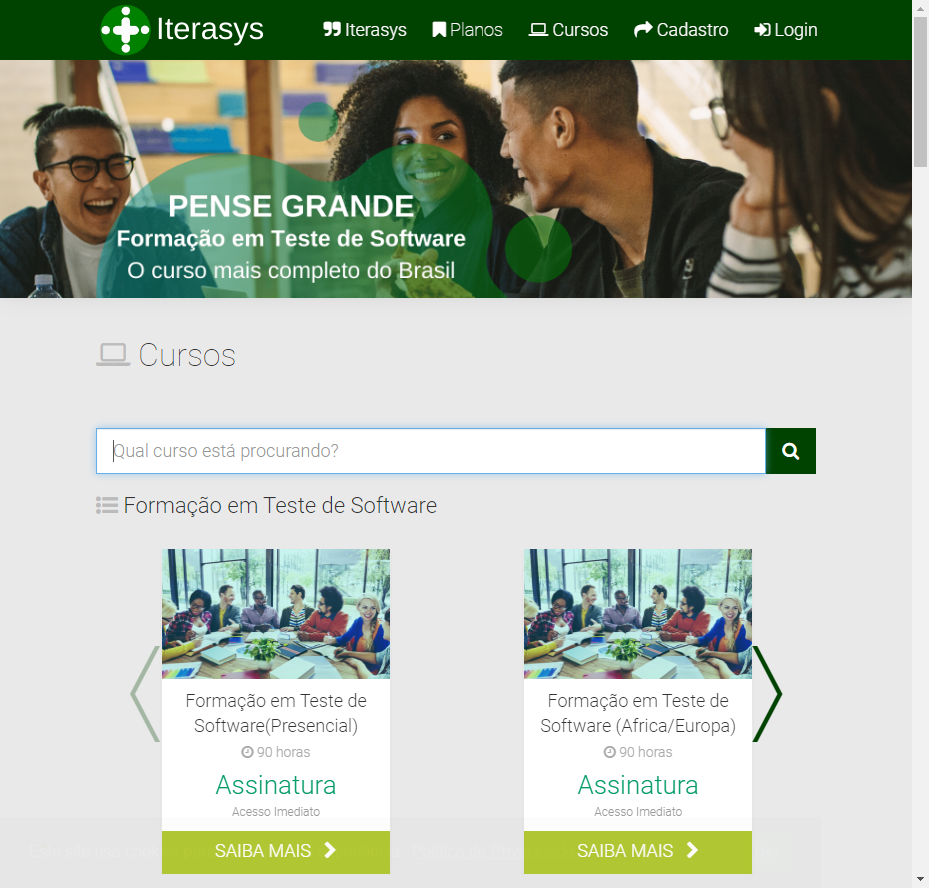 Iterasys
Iterasys Planos Cursos Cadastro Login
PENSE GRANDE
Formação em Teste de Software
O curso mais completo do Brasil
Cursos
Qual curso está procurando?
Formação em Teste de Software
Formação em Teste de
Software(Presencial)
90 horas
Assinatura
Acesso Imediato
SAIBA MAIS
Formação em Teste de
Software (Africa/Europa)
90 horas
Assinatura
Acesso Imediato
SAIBA MAIS